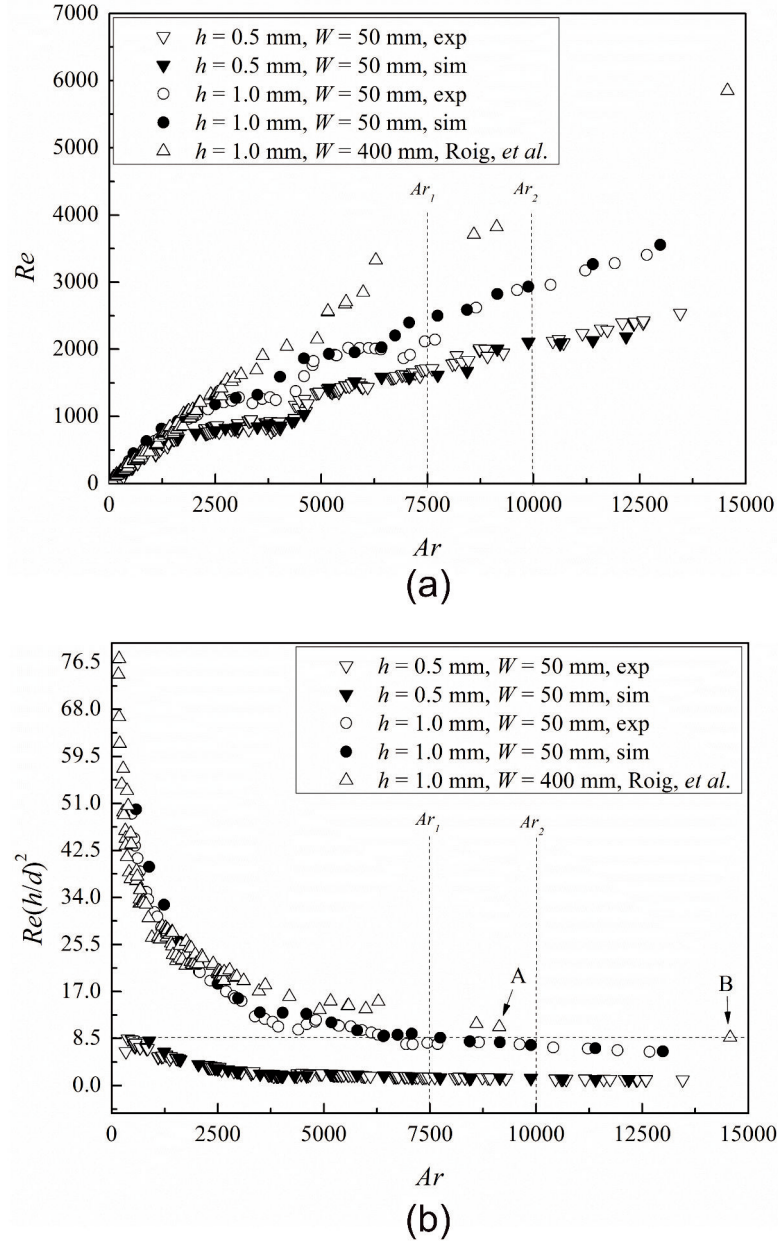 7000
6000
5000
4000
3000
2000
1000
0
Re
h = 0.5 mm, W = 50 mm, exp
h = 0.5 mm, W = 50 mm, sim
h = 1.0 mm, W = 50 mm, exp
h = 1.0 mm, W = 50 mm, sim
h = 1.0 mm, W = 400 mm, Roig, et al.
Ar₁
Ar₂
0 2500 5000 7500 10000 12500 15000
Ar
(a)
76.5
68.0
59.5
51.0
42.5
34.0
25.5
17.0
8.5
0.0
Re(h/d)²
h = 0.5 mm, W = 50 mm, exp
h = 0.5 mm, W = 50 mm, sim
h = 1.0 mm, W = 50 mm, exp
h = 1.0 mm, W = 50 mm, sim
h = 1.0 mm, W = 400 mm, Roig, et al.
Ar₁
Ar₂
A
B
0 2500 5000 7500 10000 12500 15000
Ar
(b)